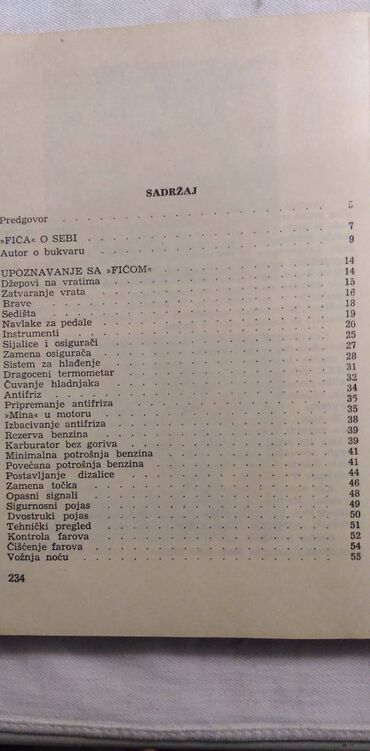 SADRŽAJ
Predgovor . . . 5
»FIĆA« O SEBI . . . 7
Autor o bukvaru . . . 9
UPOZNAVANJE SA »FIĆOM« . . . 14
Džepovi na vratima . . . 14
Zatvaranje vrata . . . 15
Brave . . . 16
Sedišta . . . 18
Navlake za pedale . . . 19
Instrumenti . . . 20
Sijalice i osigurači . . . 25
Zamena osigurača . . . 27
Sistem za hlađenje . . . 28
Dragoceni termometar . . . 31
Čuvanje hladnjaka . . . 32
Antifriz . . . 34
Pripremanje antifriza . . . 35
»Mina« u motoru . . . 35
Izbacivanje antifriza . . . 38
Rezerva benzina . . . 39
Karburator bez goriva . . . 39
Minimalna potrošnja benzina . . . 41
Povećana potrošnja benzina . . . 41
Postavljanje dizalice . . . 44
Zamena točka . . . 46
Opasni signali . . . 48
Sigurnosni pojas . . . 49
Dvostruki pojas . . . 50
Tehnički pregled . . . 51
Kontrola farova . . . 52
Čišćenje farova . . . 54
Vožnja noću . . . 55
234